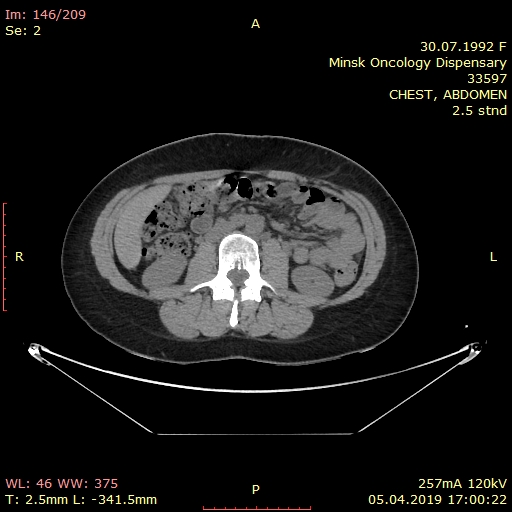 Im: 146/209
Se: 2
A
30.07.1992 F
Minsk Oncology Dispensary
33597
CHEST, ABDOMEN
2.5 stnd
R
L
WL: 46 WW: 375
T: 2.5mm L: -341.5mm
P
257mA 120kV
05.04.2019 17:00:22